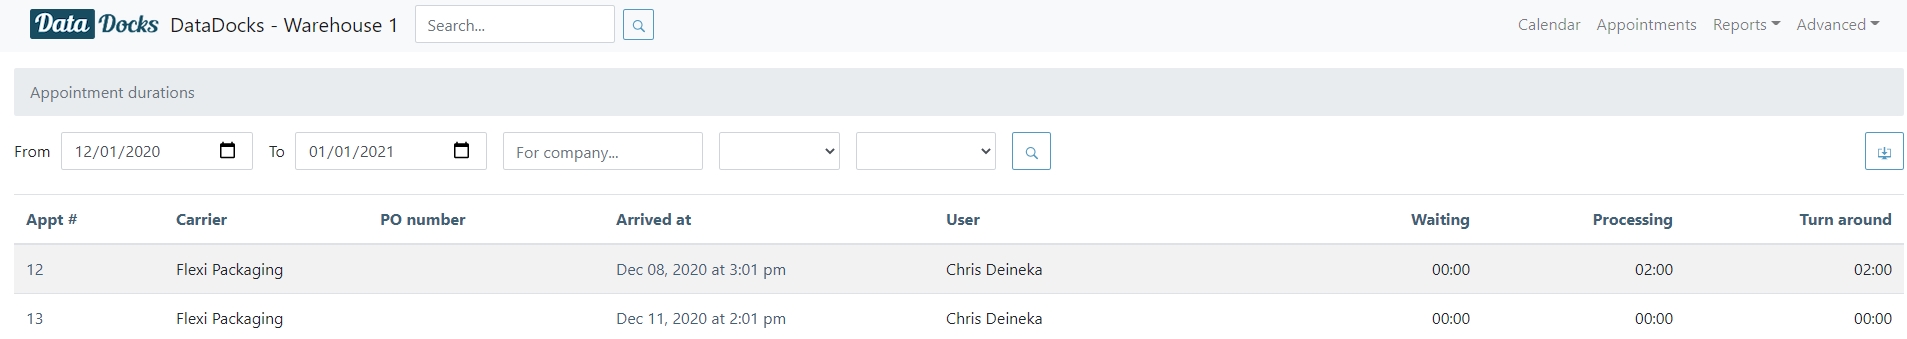 Data Docks DataDocks - Warehouse 1 Search... Calendar Appointments Reports Advanced
Appointment durations
From 12/01/2020 To 01/01/2021 For company...
Appt # Carrier PO number Arrived at User Waiting Processing Turn around
12 Flexi Packaging Dec 08, 2020 at 3:01 pm Chris Deineka 00:00 02:00 02:00
13 Flexi Packaging Dec 11, 2020 at 2:01 pm Chris Deineka 00:00 00:00 00:00